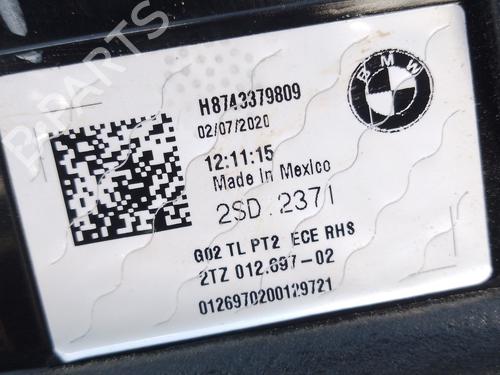 H8743379809
02/07/2020
12:11:15
Made In Mexico
2SD.2371
G02 TL PT2 ECE RHS
2TZ 012.697-02
0126970200129721
BMW
B PARTS